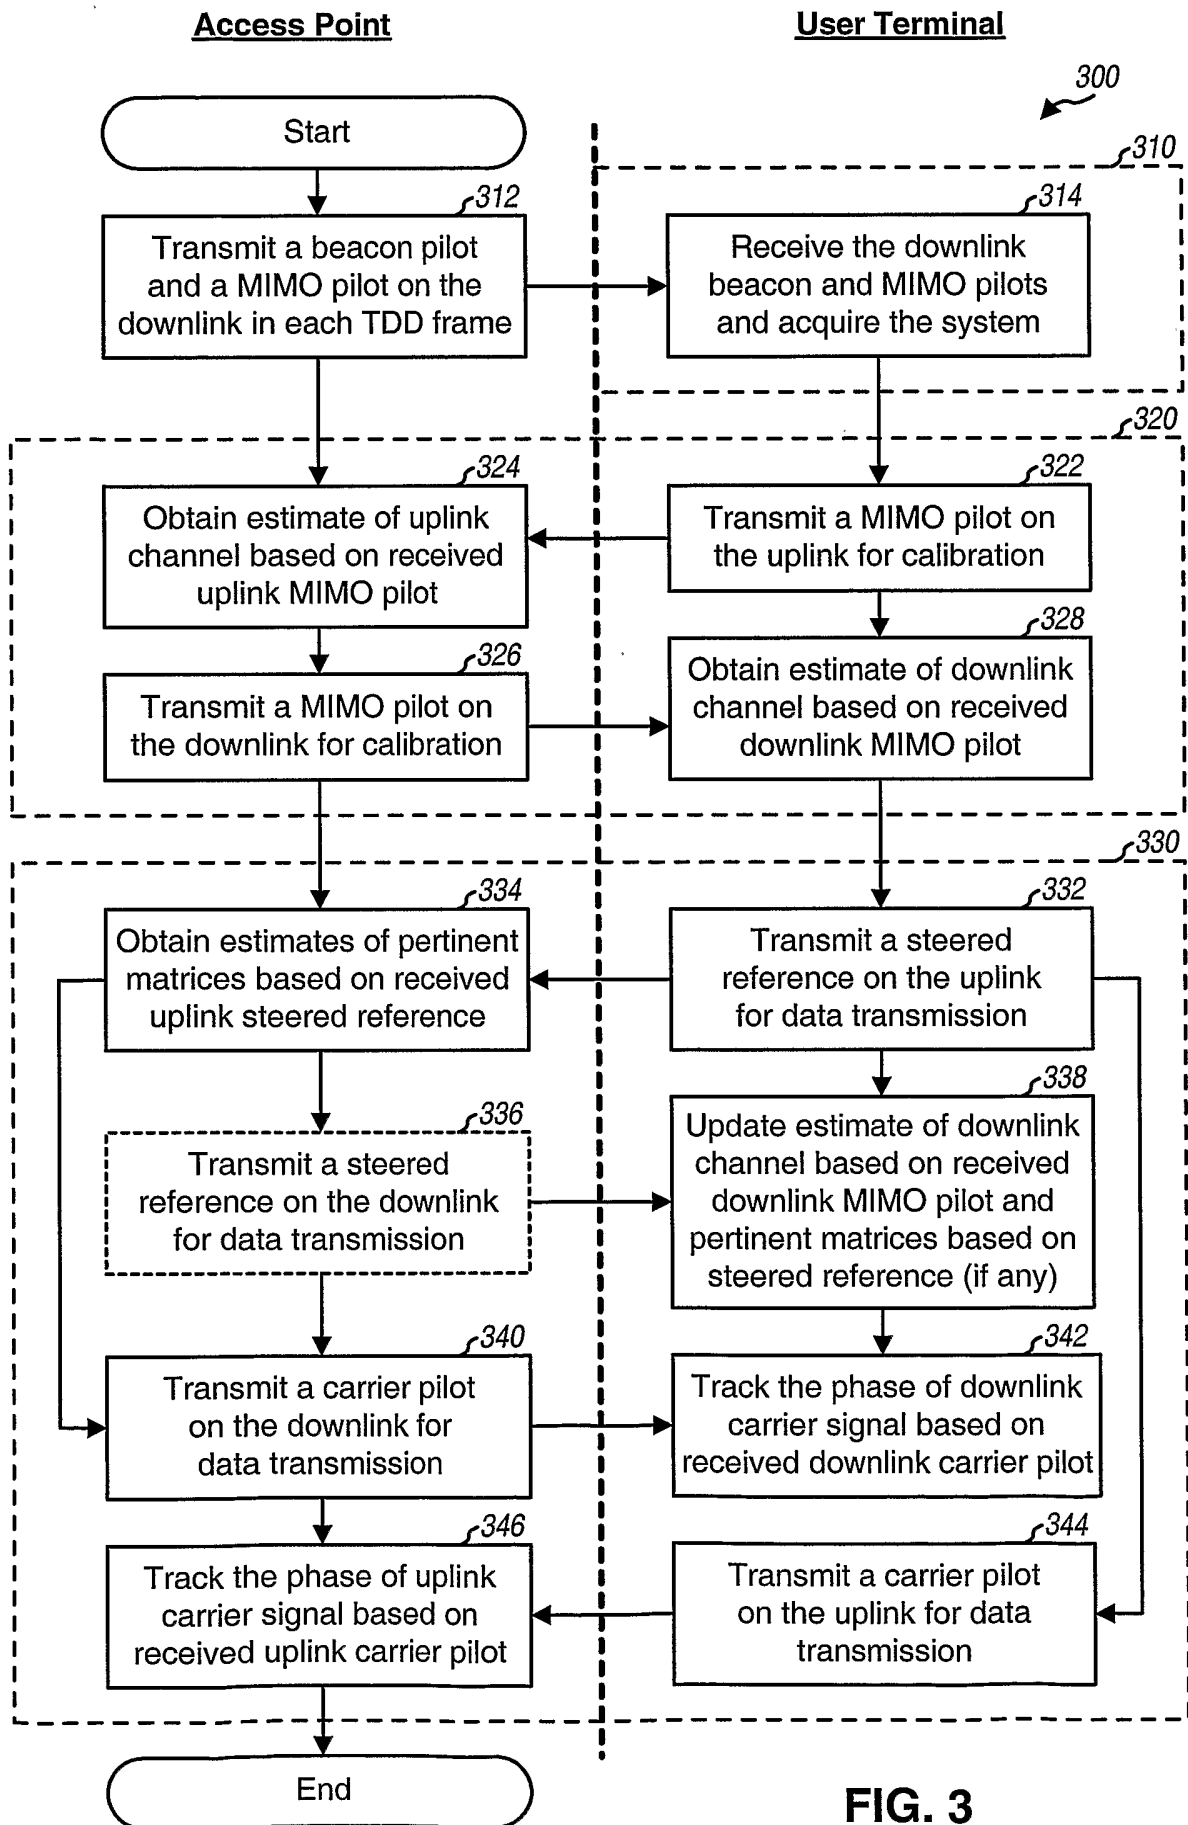 Access Point
User Terminal
300
Start
310
312
Transmit a beacon pilot
and a MIMO pilot on the
downlink in each TDD frame
314
Receive the downlink
beacon and MIMO pilots
and acquire the system
320
324
Obtain estimate of uplink
channel based on received
uplink MIMO pilot
322
Transmit a MIMO pilot on
the uplink for calibration
326
Transmit a MIMO pilot on
the downlink for calibration
328
Obtain estimate of downlink
channel based on received
downlink MIMO pilot
330
334
Obtain estimates of pertinent
matrices based on received
uplink steered reference
332
Transmit a steered
reference on the uplink
for data transmission
336
Transmit a steered
reference on the downlink
for data transmission
338
Update estimate of downlink
channel based on received
downlink MIMO pilot and
pertinent matrices based on
steered reference (if any)
340
Transmit a carrier pilot
on the downlink for
data transmission
342
Track the phase of downlink
carrier signal based on
received downlink carrier pilot
346
Track the phase of uplink
carrier signal based on
received uplink carrier pilot
344
Transmit a carrier pilot
on the uplink for data
transmission
End
FIG. 3